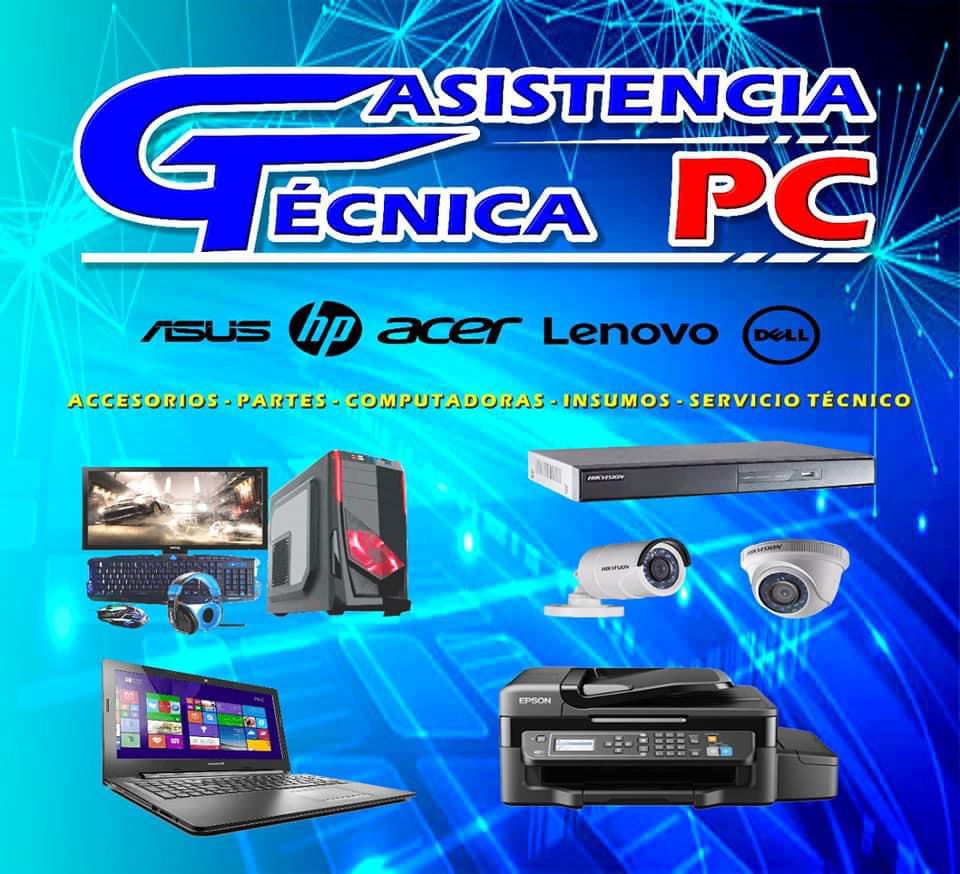 ASISTENCIA
TÉCNICA PC
ASUS hp acer Lenovo DELL
ACCESORIOS - PARTES - COMPUTADORAS - INSUMOS - SERVICIO TÉCNICO
HIKVISION
HIKVISION
HIKVISION
EPSON